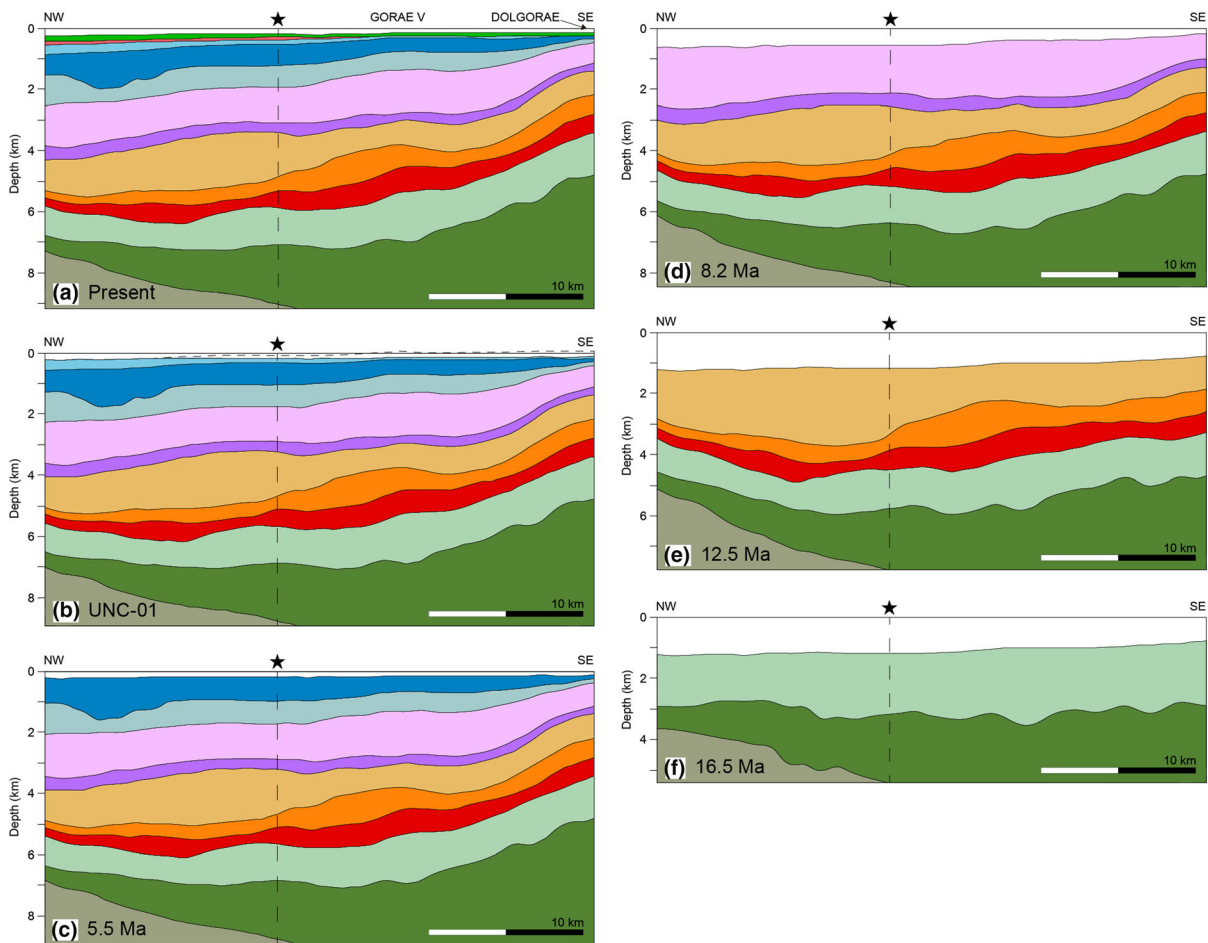 NW GORAE V DOLGORAE SE
0
2
4
6
8
Depth (km)
(a) Present
10 km
NW SE
0
2
4
6
8
Depth (km)
(b) UNC-01
10 km
NW SE
0
2
4
6
8
Depth (km)
(c) 5.5 Ma
10 km
NW SE
0
2
4
6
8
Depth (km)
(d) 8.2 Ma
10 km
NW SE
0
2
4
6
Depth (km)
(e) 12.5 Ma
10 km
NW SE
0
2
4
Depth (km)
(f) 16.5 Ma
10 km